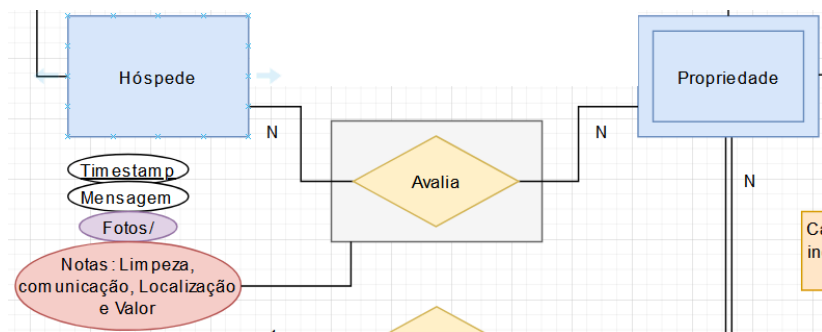 Hóspede
Propriedade
N
N
Timestamp
Avalia
N
Mensagem
Fotos/
Notas: Limpeza,
comunicação, Localização
e Valor